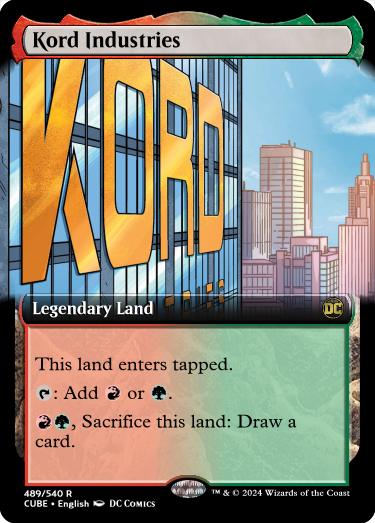 Kord Industries
KORD
Legendary Land
DC
This land enters tapped.
: Add or .
, Sacrifice this land: Draw a
card.
489/540 R
CUBE • English DC COMICS
™ & © 2024 Wizards of the Coast